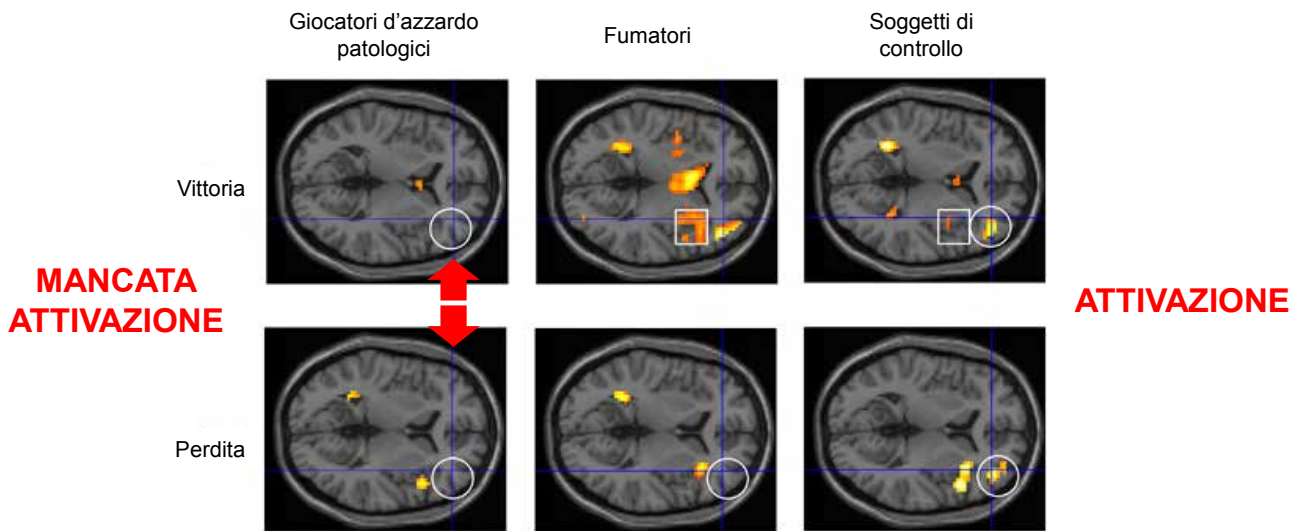 Giocatori d’azzardo
patologici
Fumatori
Soggetti di
controllo
Vittoria
MANCATA
ATTIVAZIONE
ATTIVAZIONE
Perdita